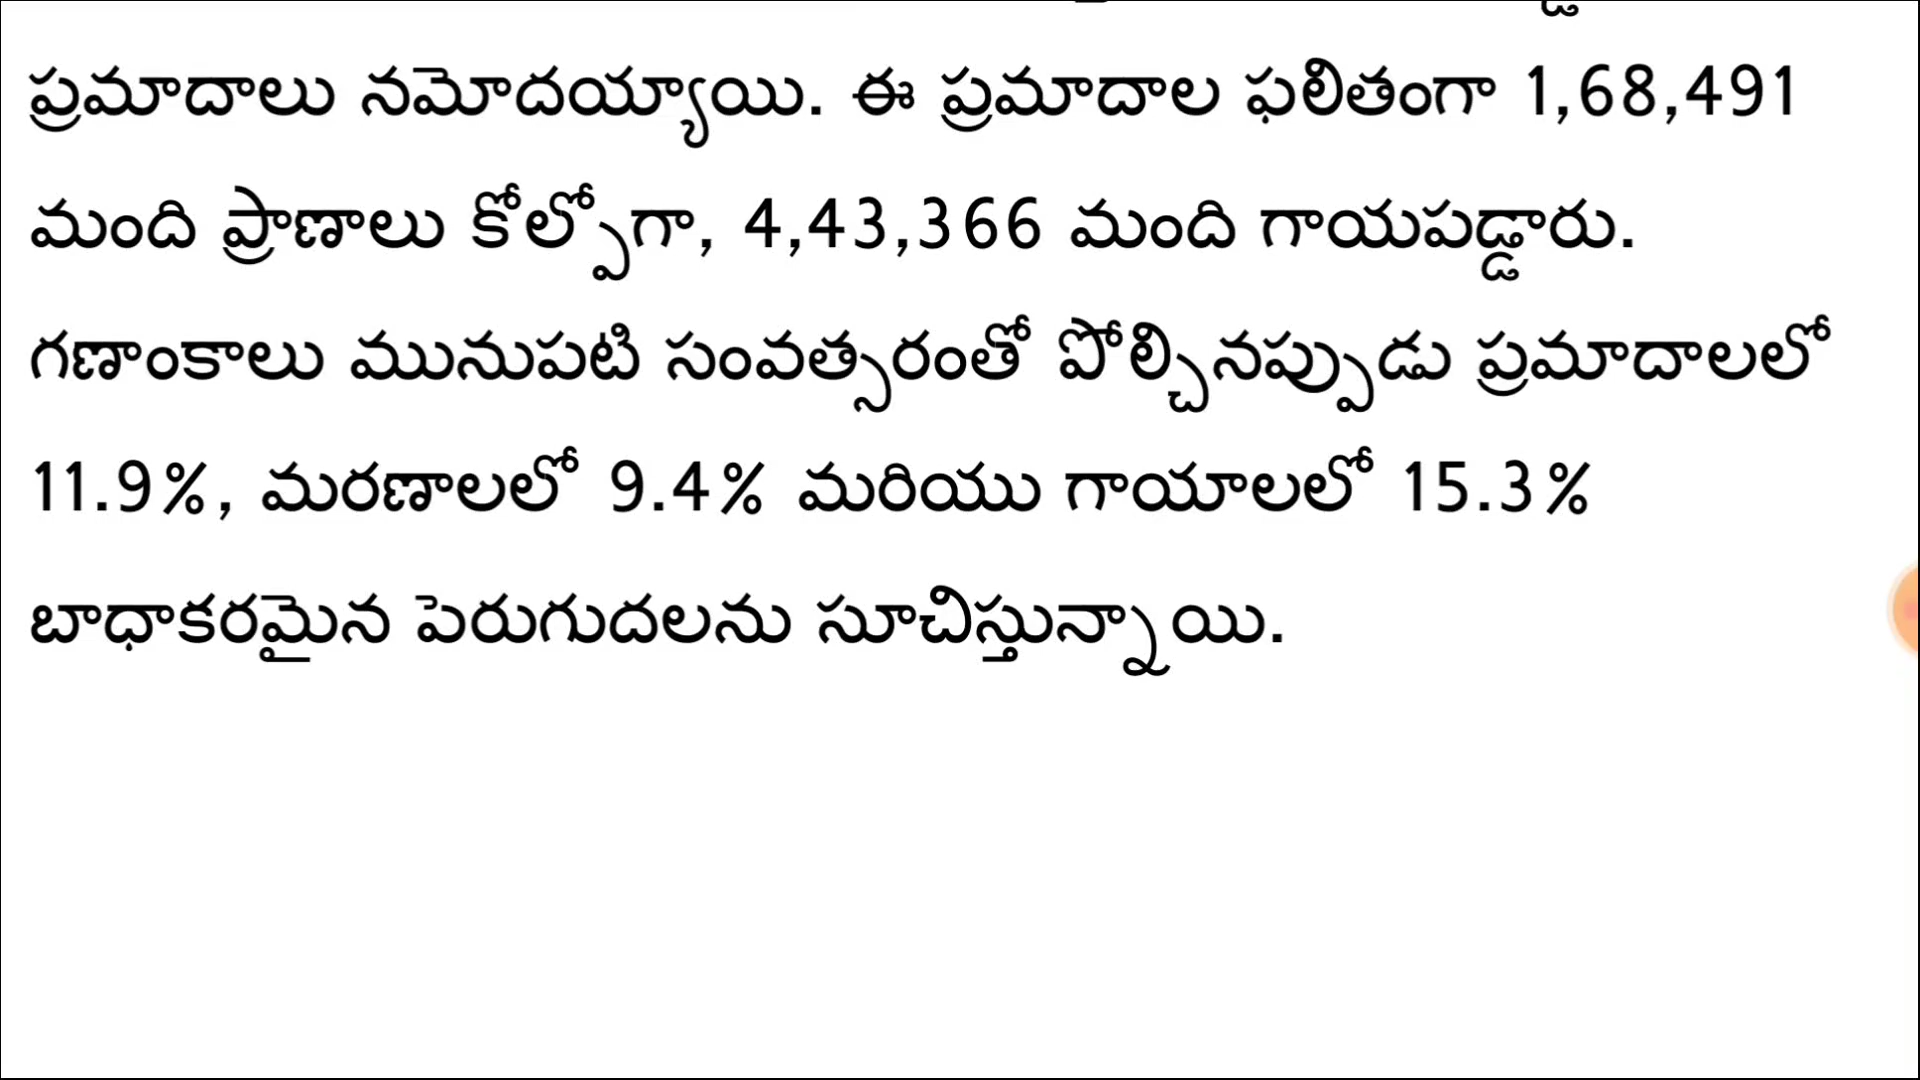 ప్రమాదాలు నమోదయ్యాయి. ఈ ప్రమాదాల ఫలితంగా 1,68,491
మంది ప్రాణాలు కోల్పోగా, 4,43,366 మంది గాయపడ్డారు.
గణాంకాలు మునుపటి సంవత్సరంతో పోల్చినప్పుడు ప్రమాదాలలో
11.9%, మరణాలలో 9.4% మరియు గాయాలలో 15.3%
బాధాకరమైన పెరుగుదలను సూచిస్తున్నాయి.